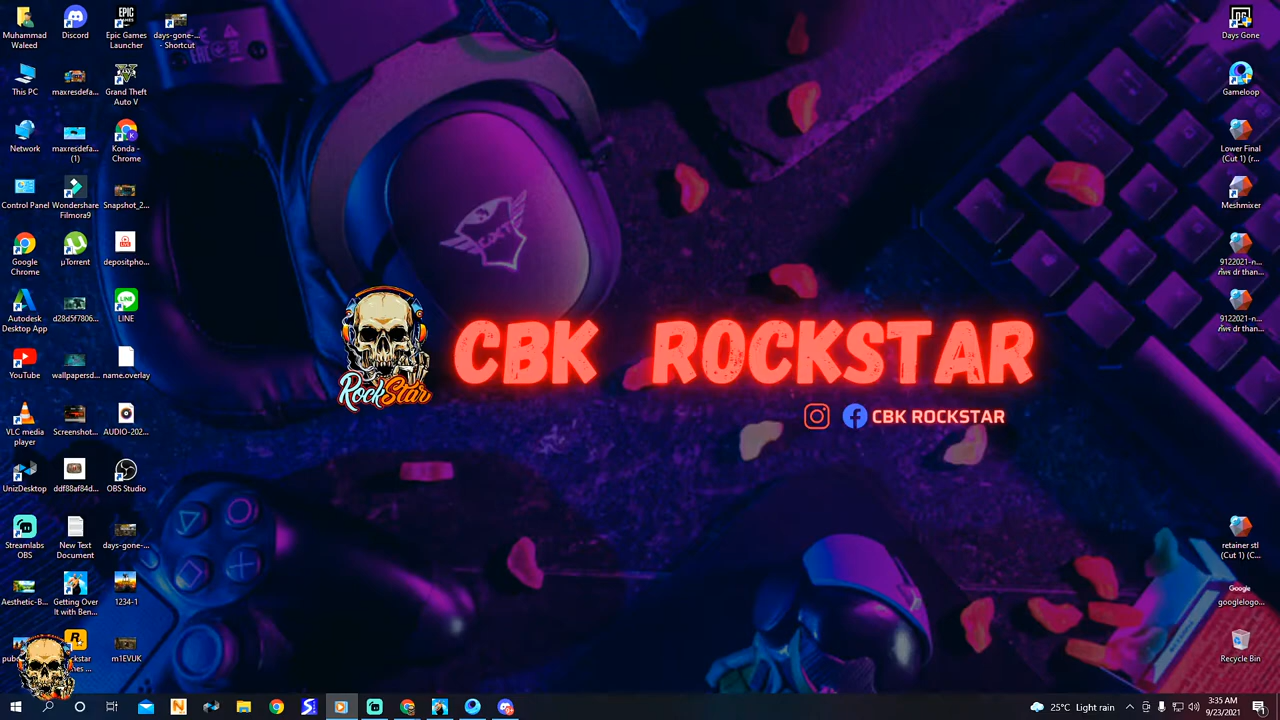 Muhammad
Waleed
Discord
Epic Games
Launcher
days-gone-...
- Shortcut
This PC
maxresdefa...
Grand Theft
Auto V
Network
maxresdefa...
(1)
Konda -
Chrome
Control Panel
Wondershare
Filmora9
Snapshot_2...
Google
Chrome
µTorrent
LIVE
depositpho...
Autodesk
Desktop App
d28d5f7806...
LINE
LINE
YouTube
wallpapersd...
name.overlay
VLC media
player
Screenshot...
AUDIO-202...
UnizDesktop
ddf88af84d...
OBS Studio
Streamlabs
OBS
New Text
Document
days-gone-...
Aesthetic-B...
Getting Over
It with Ben...
1234-1
m1EVUK
RockStar
CBK ROCKSTAR
CBK ROCKSTAR
Days Gone
Gameloop
Lower Final
(Cut 1) (r...
Meshmixer
9122021-n...
9122021-n...
retainer stl
(Cut 1) (C...
Google
googlelogo...
Recycle Bin
25°C Light rain
3:35 AM
9/23/2021